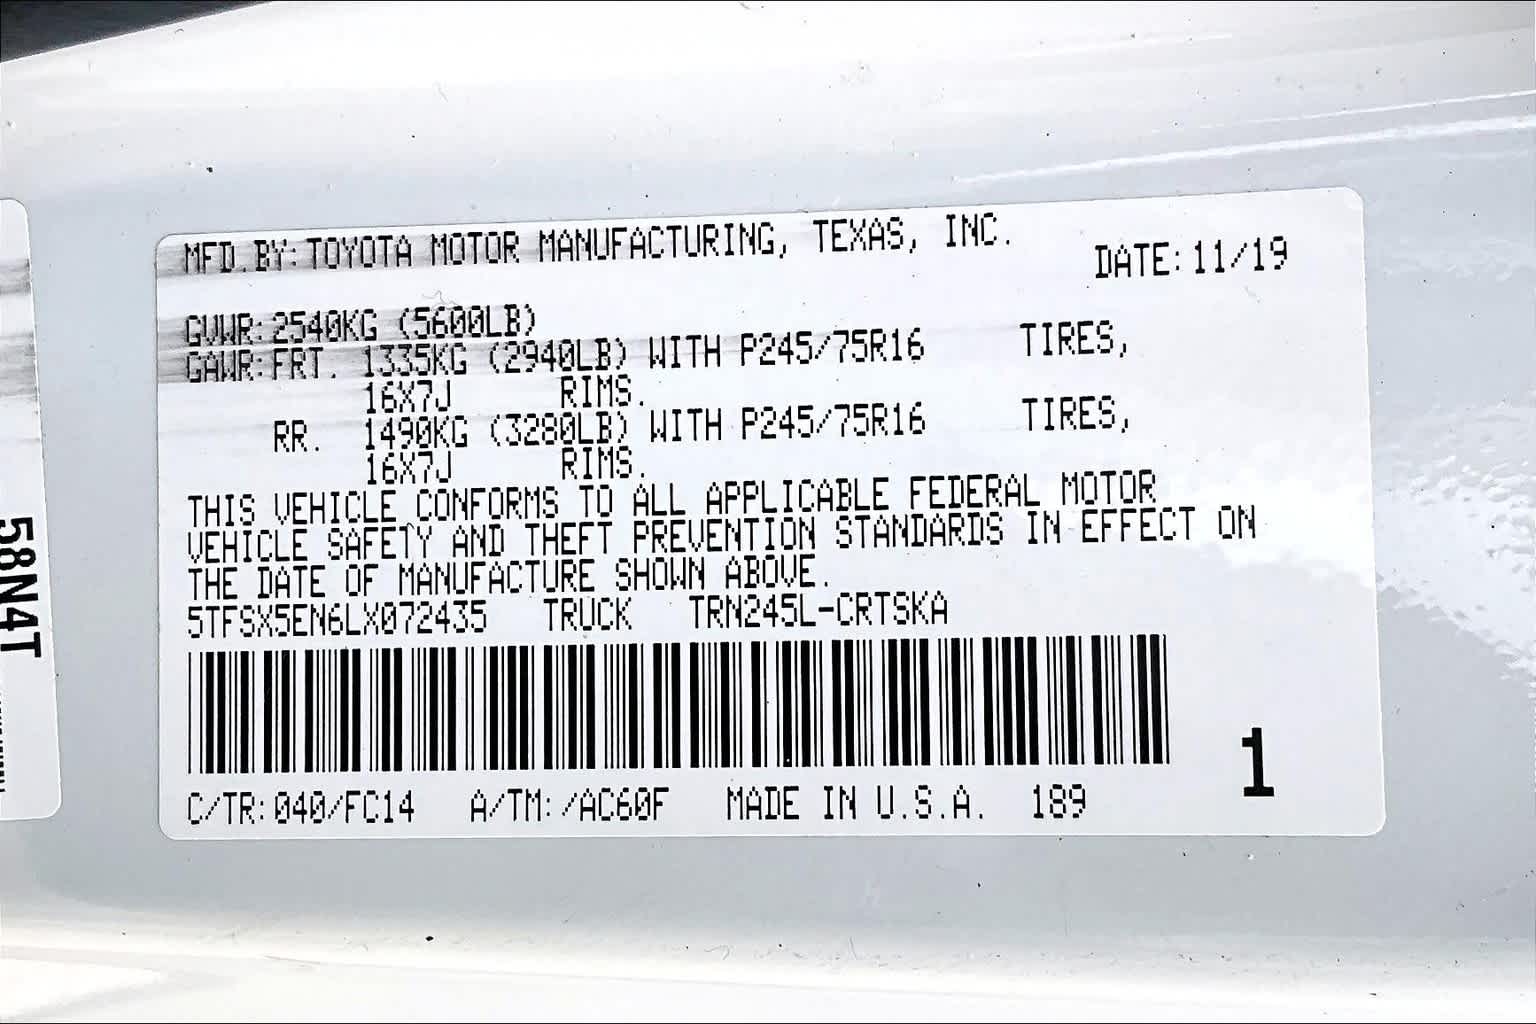 MFD. BY: TOYOTA MOTOR MANUFACTURING, TEXAS, INC.
DATE: 11/19
GVWR: 2540KG (5600LB)
GAWR: FRT. 1335KG (2940LB) WITH P245/75R16 TIRES,
16X7J RIMS.
RR. 1490KG (3280LB) WITH P245/75R16 TIRES,
16X7J RIMS.
THIS VEHICLE CONFORMS TO ALL APPLICABLE FEDERAL MOTOR
VEHICLE SAFETY AND THEFT PREVENTION STANDARDS IN EFFECT ON
THE DATE OF MANUFACTURE SHOWN ABOVE.
5TFSX5EN6LX072435 TRUCK TRN245L-CRTSKA
C/TR: 040/FC14 A/TM: /AC60F MADE IN U.S.A. 189
1
58N4T